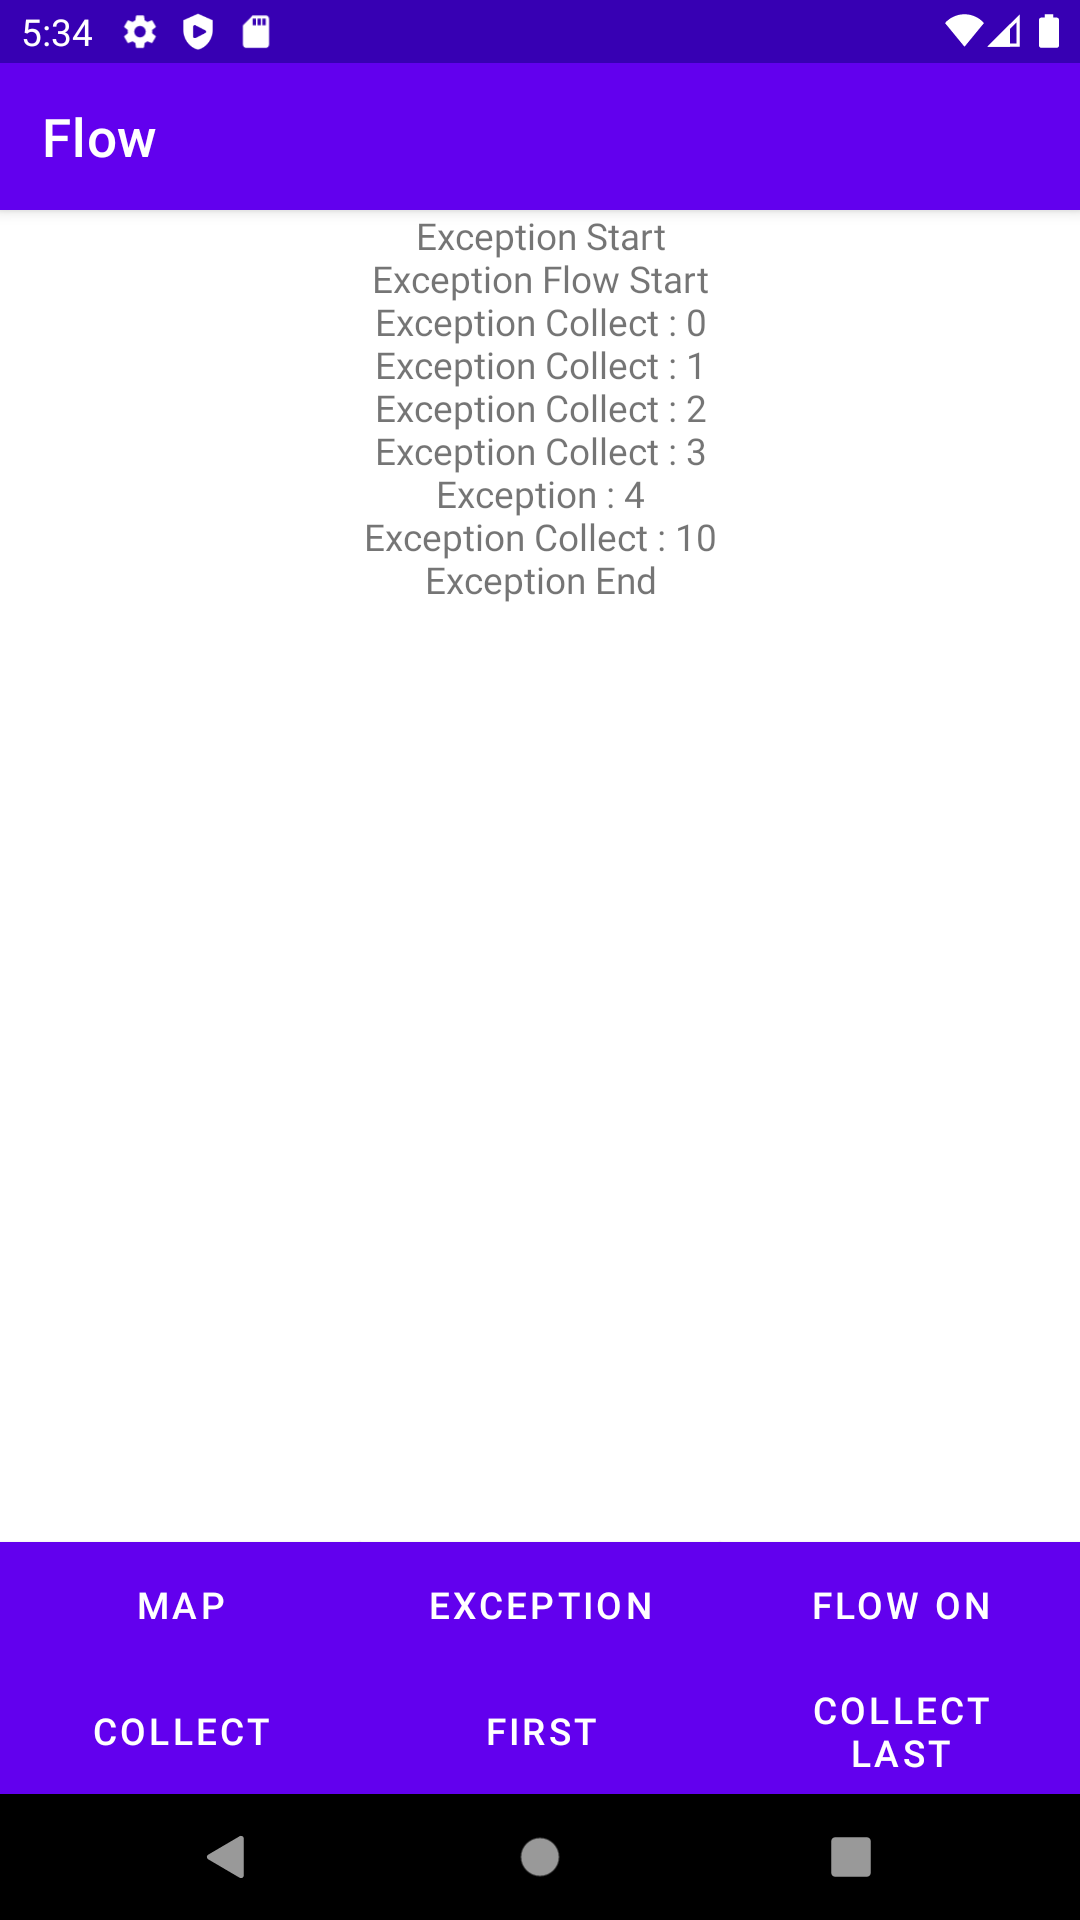 5:34
Flow
Exception Start
Exception Flow Start
Exception Collect : 0
Exception Collect : 1
Exception Collect : 2
Exception Collect : 3
Exception : 4
Exception Collect : 10
Exception End
MAP EXCEPTION FLOW ON
COLLECT FIRST COLLECT LAST